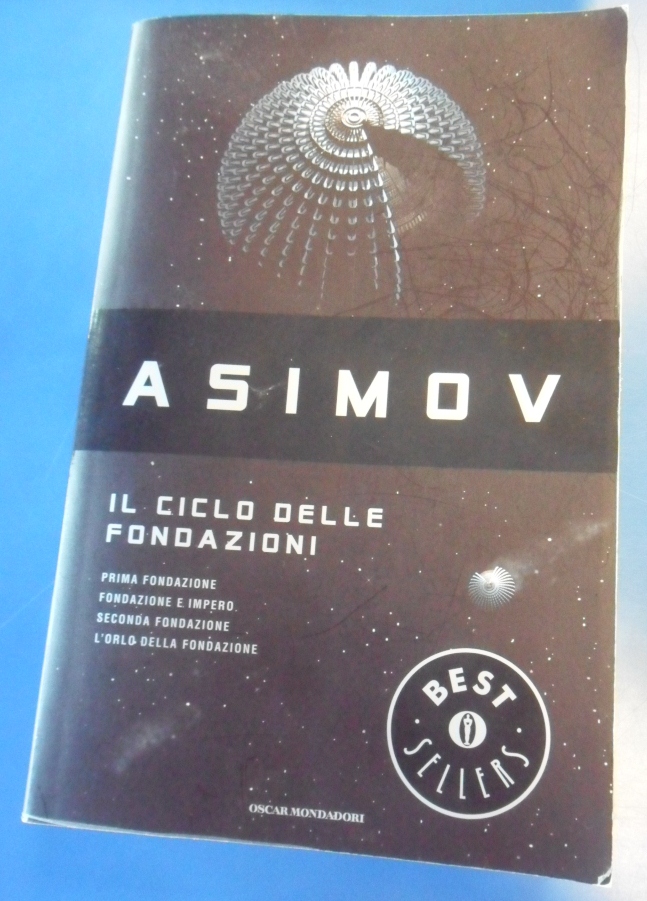 ASIMOV
IL CICLO DELLE
FONDAZIONI
PRIMA FONDAZIONE
FONDAZIONE E IMPERO
SECONDA FONDAZIONE
L'ORLO DELLA FONDAZIONE
BEST
SELLERS
OSCAR MONDADORI